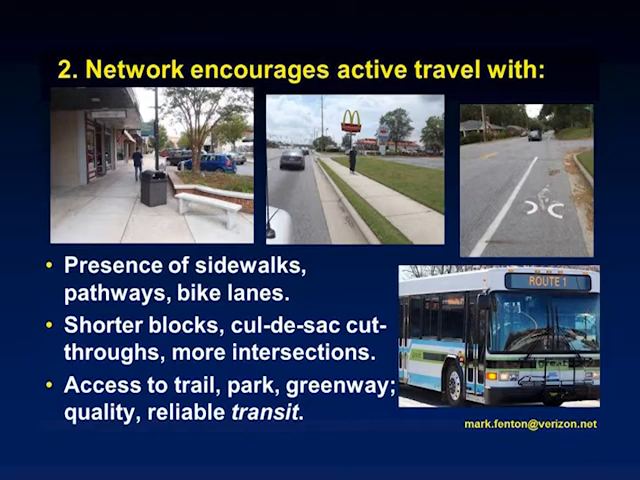 2. Network encourages active travel with:
• Presence of sidewalks,
pathways, bike lanes.
• Shorter blocks, cul-de-sac cut-
throughs, more intersections.
• Access to trail, park, greenway;
quality, reliable transit.
ROUTE 1
mark.fenton@verizon.net